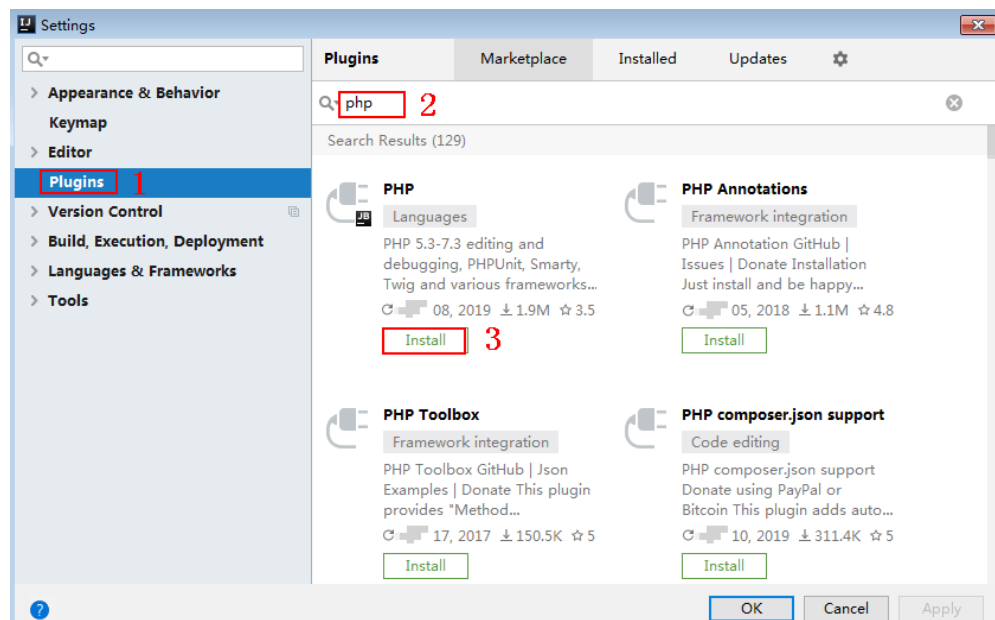 Settings
Plugins
Marketplace
Installed
Updates
Appearance & Behavior
Keymap
Editor
Plugins 1
Version Control
Build, Execution, Deployment
Languages & Frameworks
Tools
php 2
Search Results (129)
PHP
Languages
PHP 5.3-7.3 editing and
debugging, PHPUnit, Smarty,
Twig and various frameworks...
08, 2019 1.9M 3.5
Install 3
PHP Annotations
Framework integration
PHP Annotation GitHub |
Issues | Donate Installation
Just install and be happy...
05, 2018 1.1M 4.8
Install
PHP Toolbox
Framework integration
PHP Toolbox GitHub | Json
Examples | Donate This plugin
provides "Method...
17, 2017 150.5K 5
Install
PHP composer.json support
Code editing
PHP composer.json support
Donate using PayPal or
Bitcoin This plugin adds auto...
10, 2019 311.4K 5
Install
?
OK
Cancel
Apply